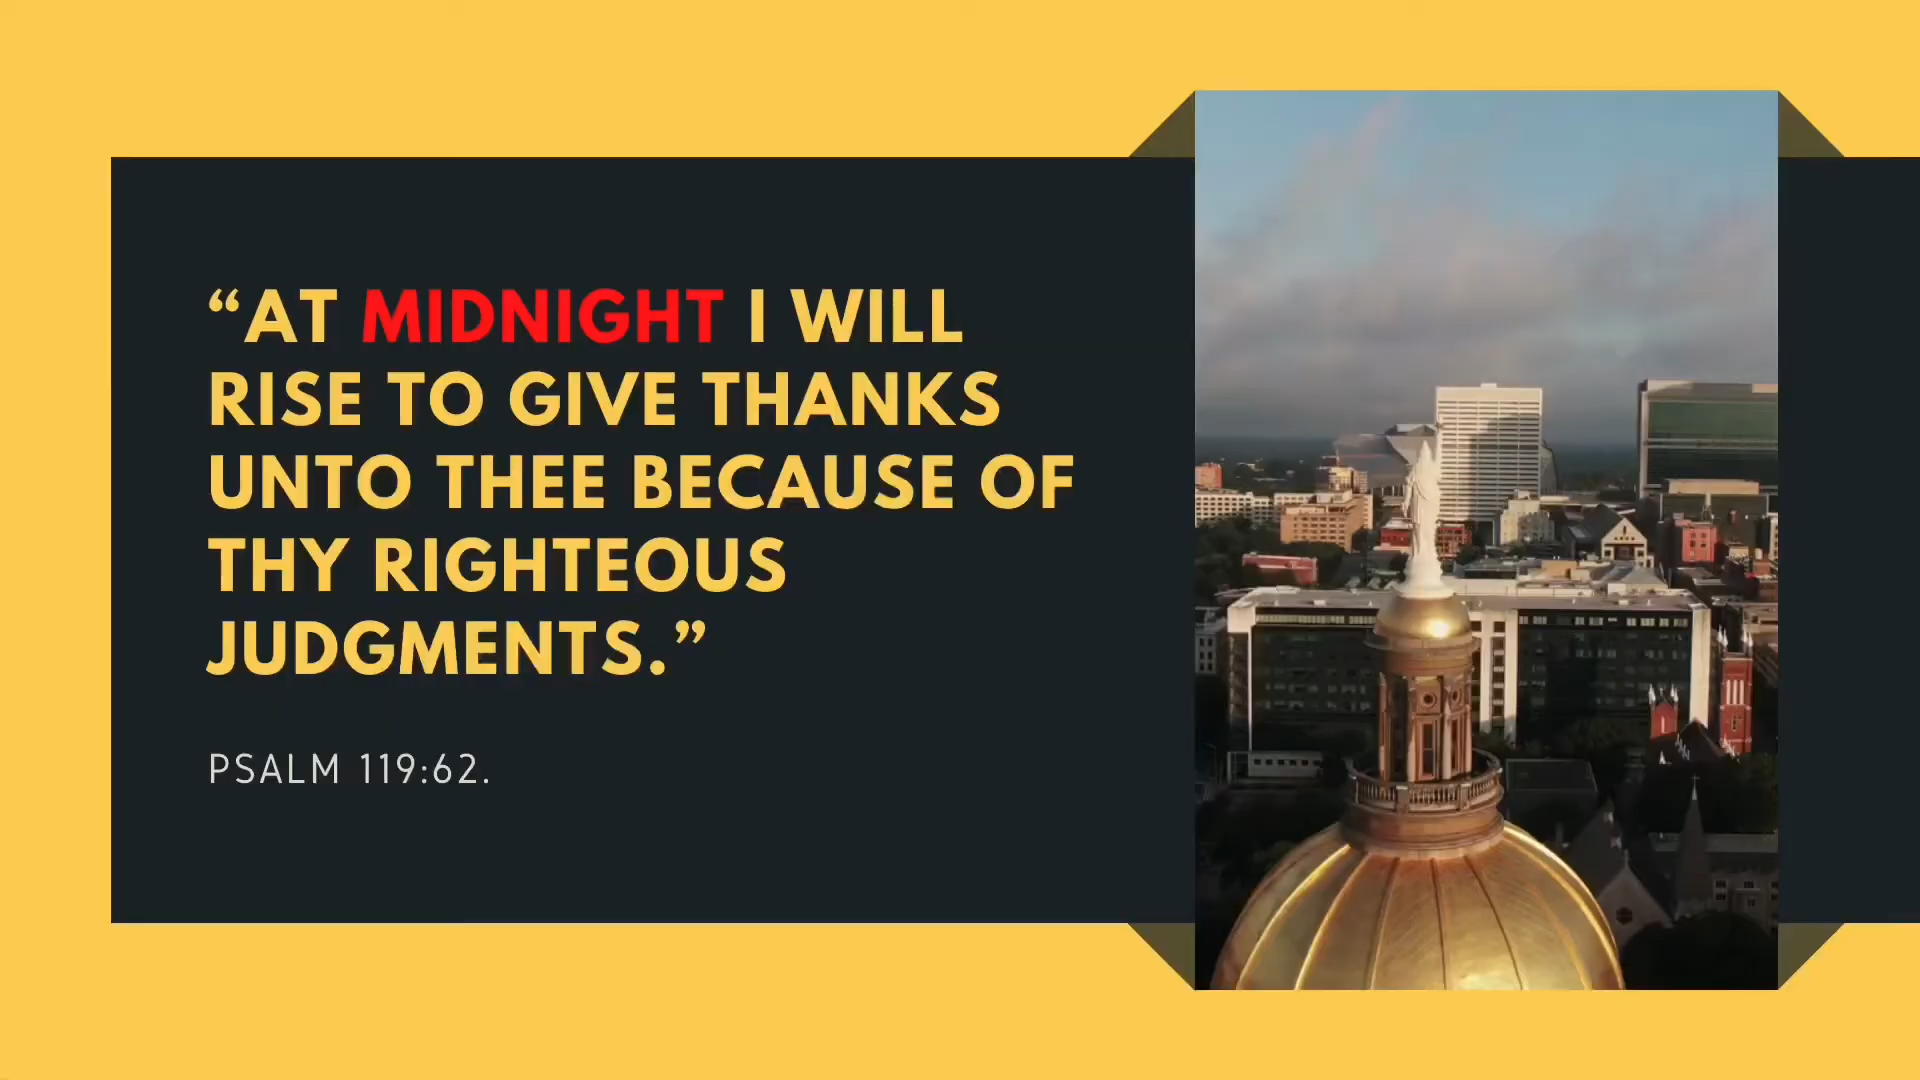 “AT MIDNIGHT I WILL
RISE TO GIVE THANKS
UNTO THEE BECAUSE OF
THY RIGHTEOUS
JUDGMENTS.”
PSALM 119:62.